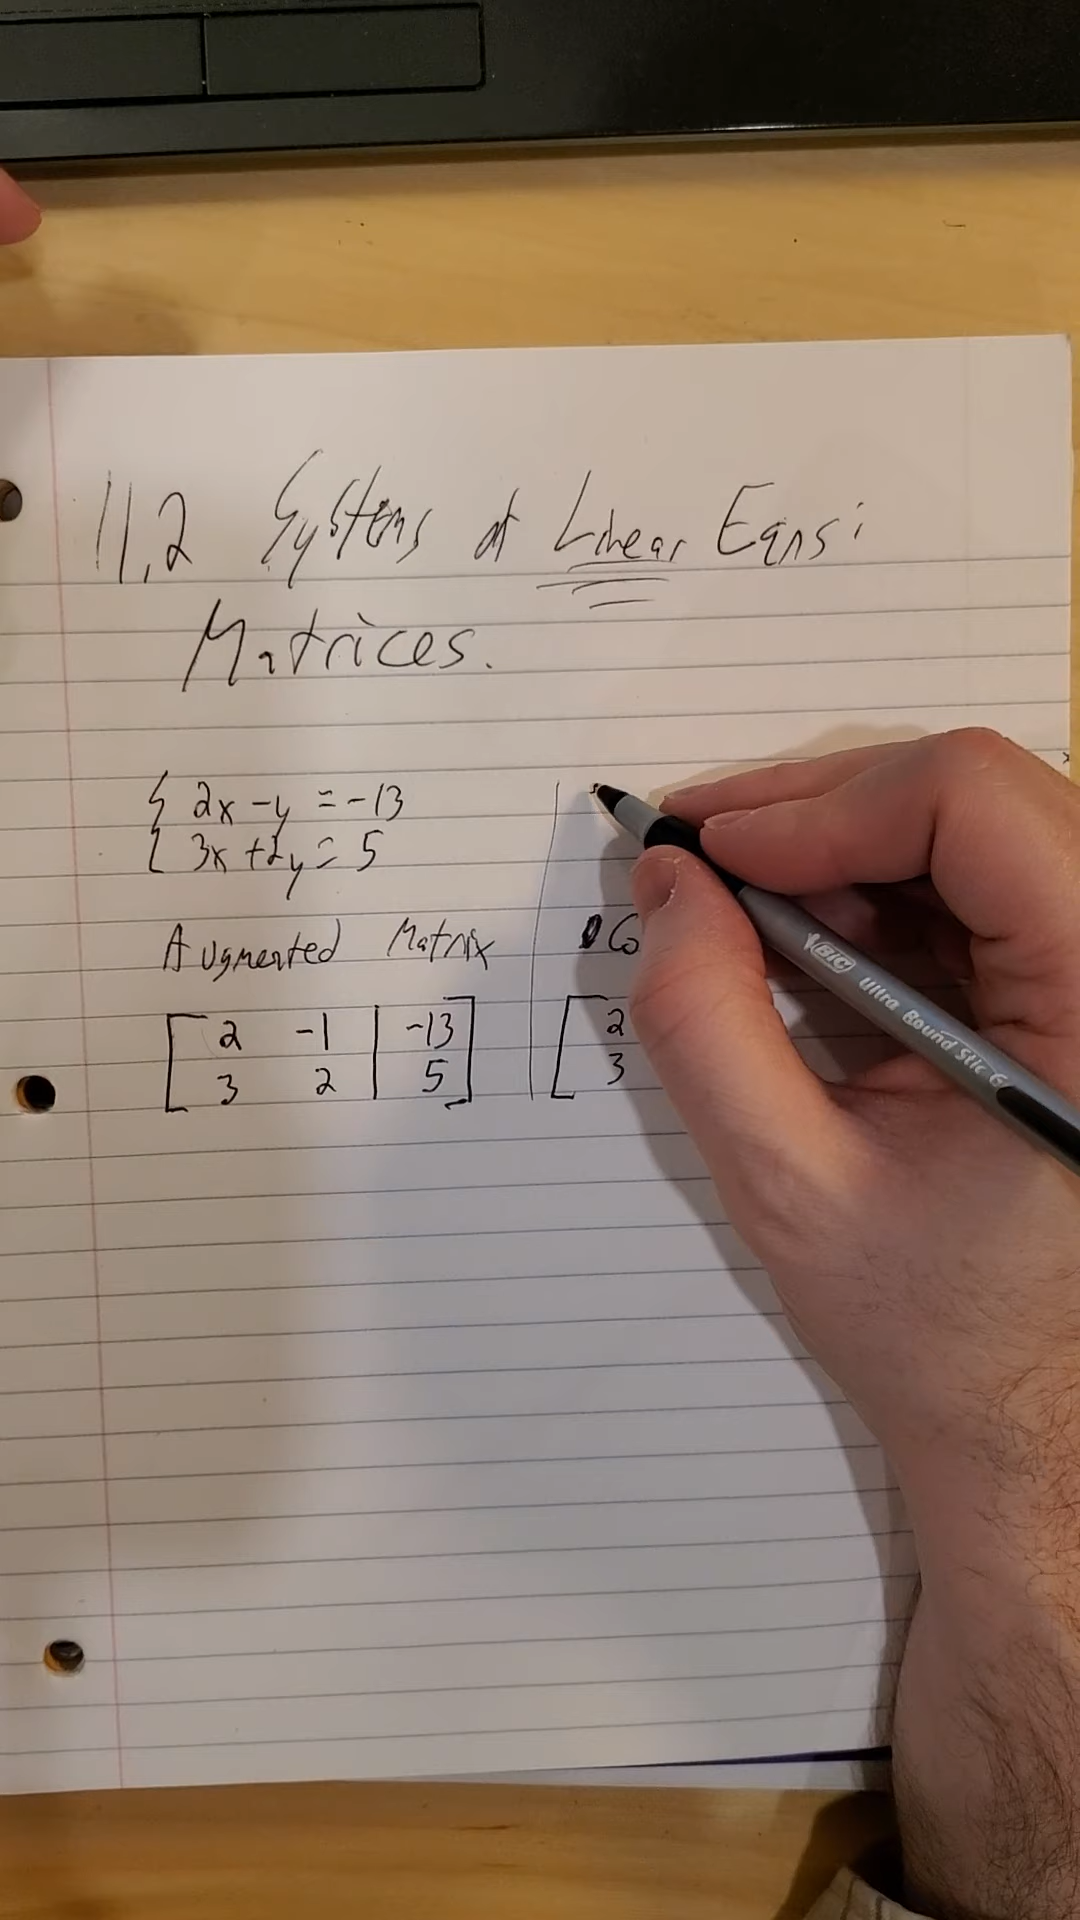 11.2 Systems of Linear Eqns:
Matrices.
2x - y = -13
3x + 2y = 5
Augmented Matrix
[ 2 -1 | -13 ]
[ 3 2 | 5 ]
Co
[ 2
[ 3
BIC Ultra Round Stic G